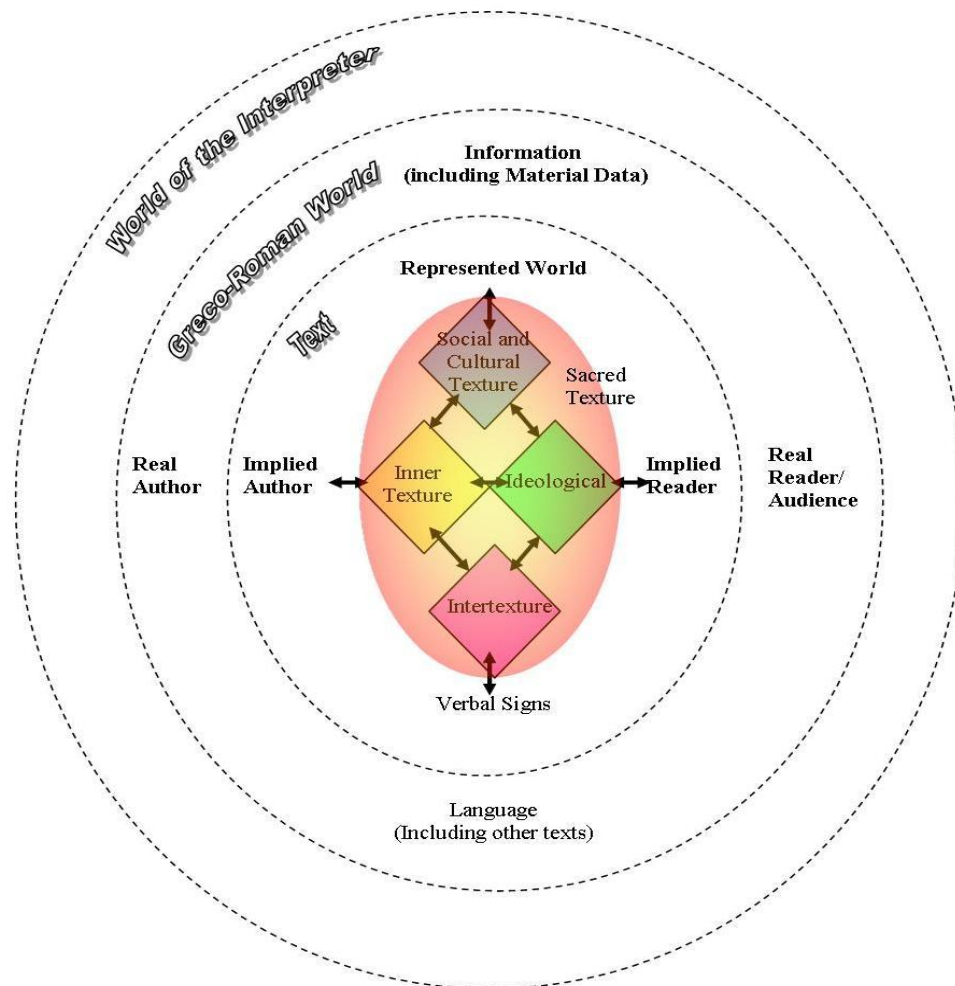 World of the Interpreter
Greco-Roman World
Information
(including Material Data)
Text
Represented World
Social and
Cultural
Texture
Sacred
Texture
Real
Author
Implied
Author
Inner
Texture
Ideological
Implied
Reader
Real
Reader/
Audience
Intertexture
Verbal Signs
Language
(Including other texts)